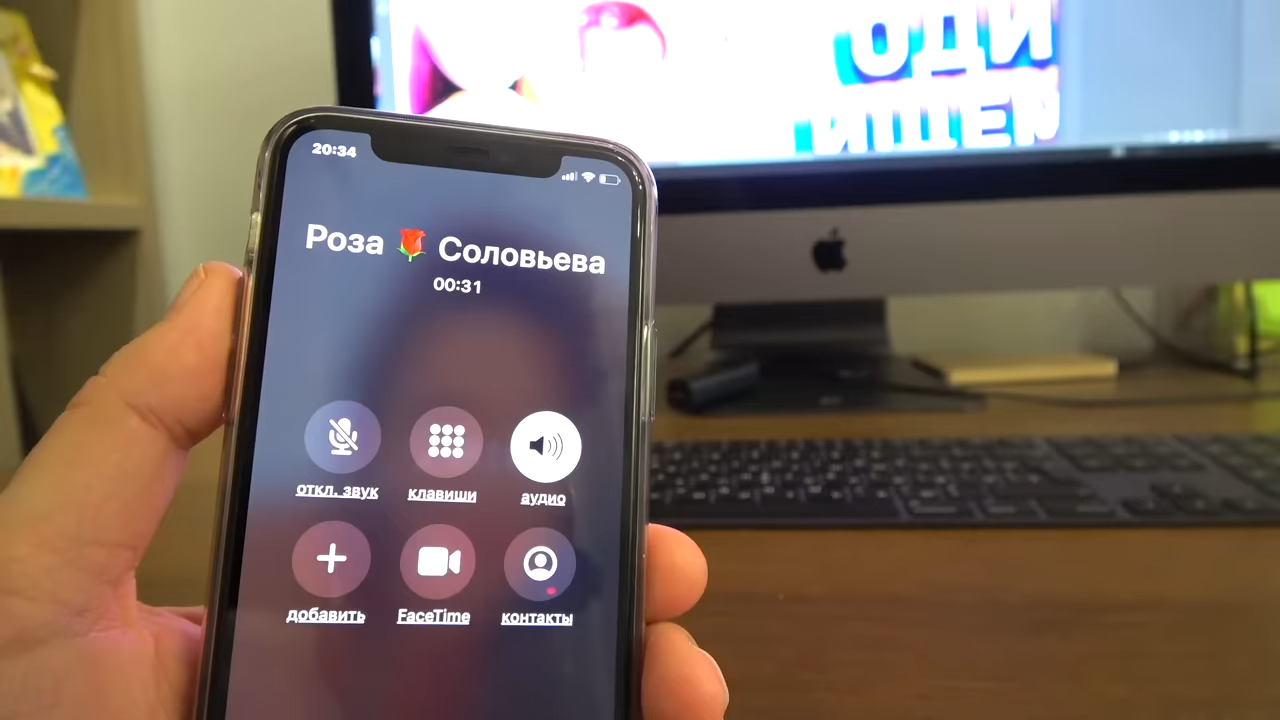 ОДИ
ИЩЕМ
20:34
Роза 🌹 Соловьева
00:31
откл. звук
клавиши
аудио
добавить
FaceTime
контакты